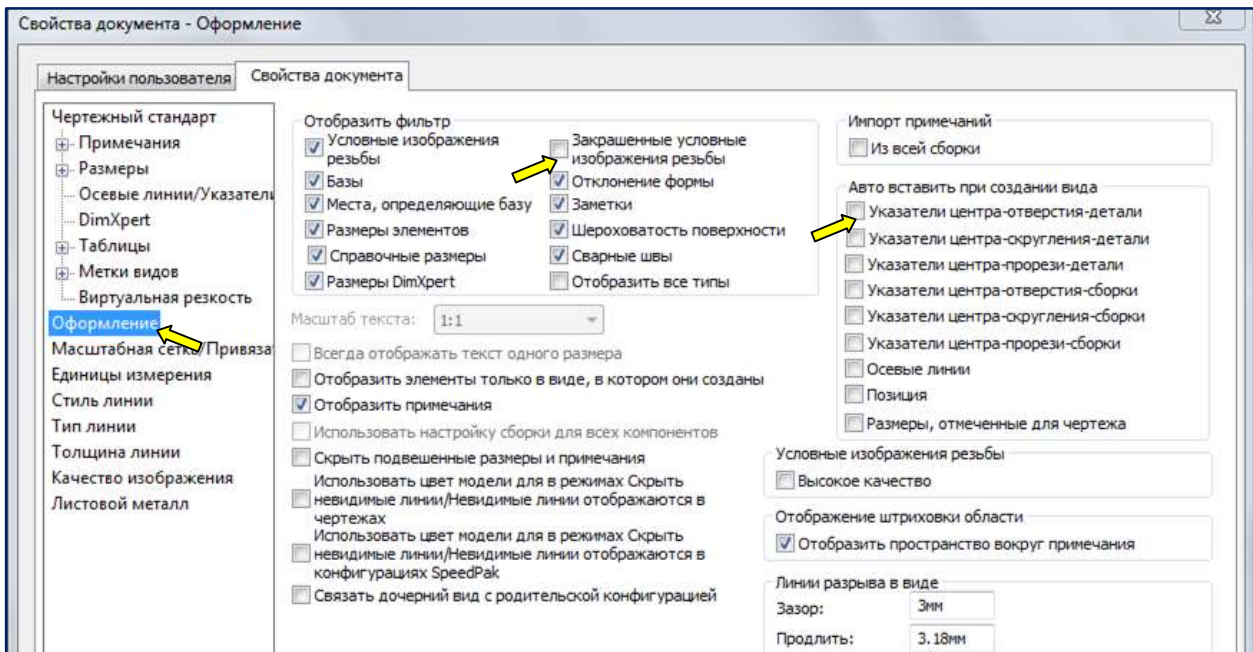 Свойства документа - Оформление
Настройки пользователя
Свойства документа
Чертежный стандарт
Примечания
Размеры
Осевые линии/Указатели
DimXpert
Таблицы
Метки видов
Виртуальная резкость
Оформление
Масштабная сетка/Привяза
Единицы измерения
Стиль линии
Тип линии
Толщина линии
Качество изображения
Листовой металл
Отобразить фильтр
Условные изображения
резьбы
Базы
Места, определяющие базу
Размеры элементов
Справочные размеры
Размеры DimXpert
Закрашенные условные
изображения резьбы
Отклонение формы
Заметки
Шероховатость поверхности
Сварные швы
Отобразить все типы
Масштаб текста: 1:1
Всегда отображать текст одного размера
Отобразить элементы только в виде, в котором они созданы
Отобразить примечания
Использовать настройку сборки для всех компонентов
Скрыть подвешенные размеры и примечания
Использовать цвет модели для в режимах Скрыть
невидимые линии/Невидимые линии отображаются в
чертежах
Использовать цвет модели для в режимах Скрыть
невидимые линии/Невидимые линии отображаются в
конфигурациях SpeedPak
Связать дочерний вид с родительской конфигурацией
Импорт примечаний
Из всей сборки
Авто вставить при создании вида
Указатели центра-отверстия-детали
Указатели центра-скругления-детали
Указатели центра-прорези-детали
Указатели центра-отверстия-сборки
Указатели центра-скругления-сборки
Указатели центра-прорези-сборки
Осевые линии
Позиция
Размеры, отмеченные для чертежа
Условные изображения резьбы
Высокое качество
Отображение штриховки области
Отобразить пространство вокруг примечания
Линии разрыва в виде
Зазор: 3мм
Продлить: 3.18мм